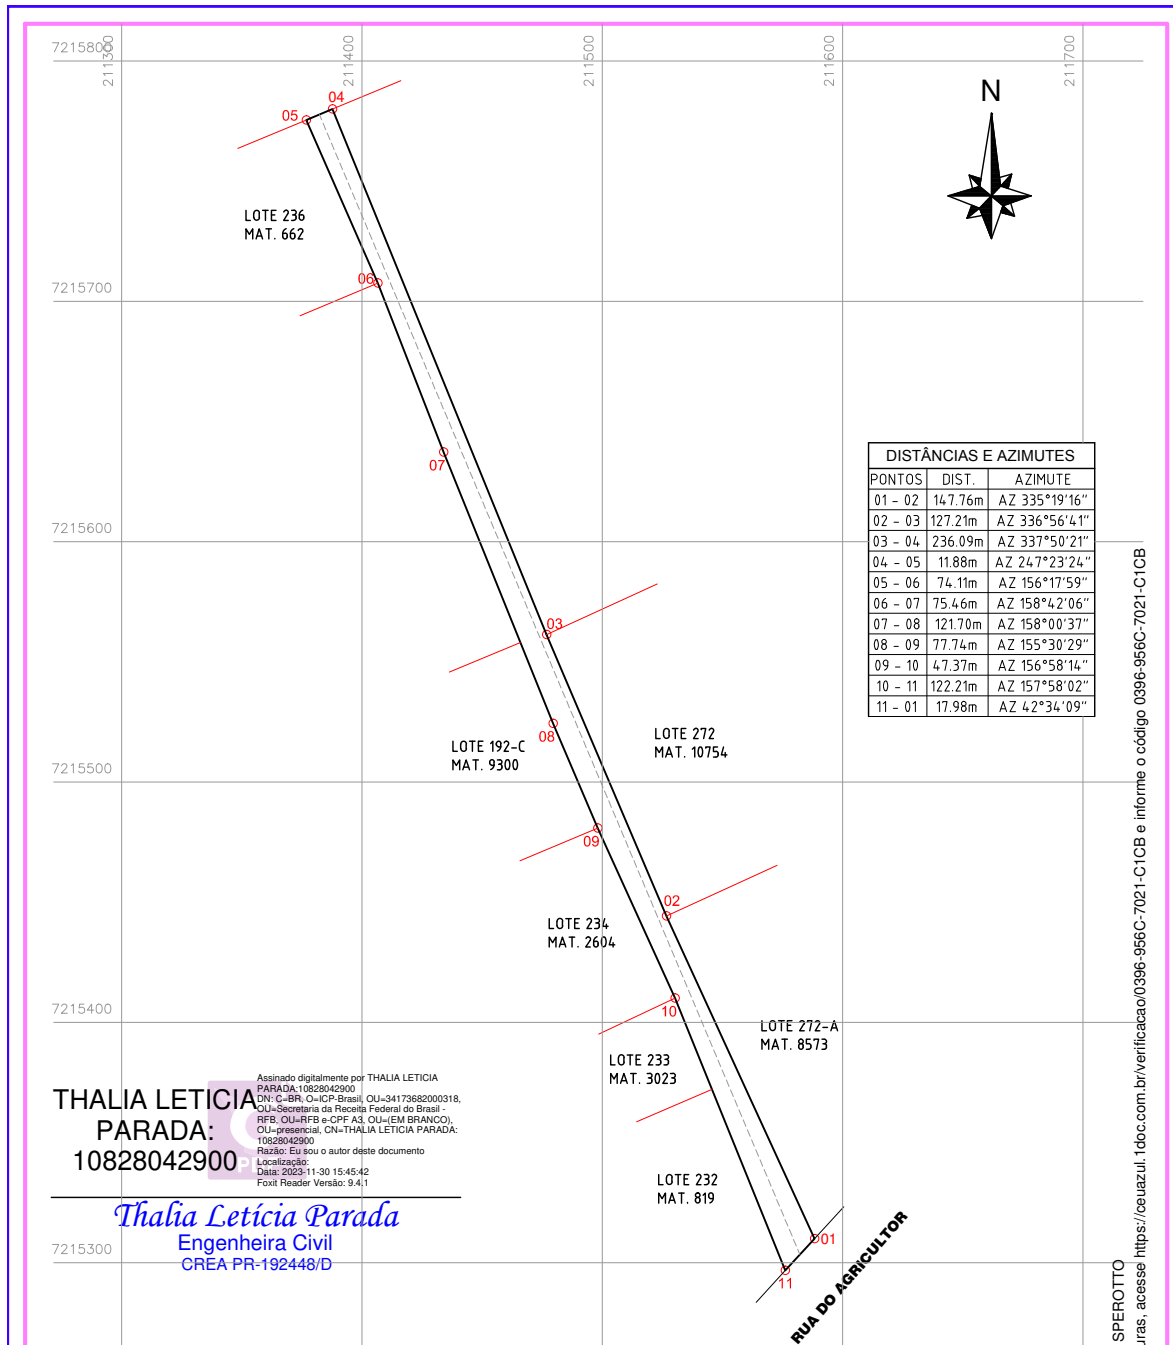 7215800
211300
211400
211500
211600
211700
N
04
05
LOTE 236
MAT. 662
06
7215700
07
DISTÂNCIAS E AZIMUTES
PONTOS DIST. AZIMUTE
01 - 02 147.76m AZ 335°19'16"
02 - 03 127.21m AZ 336°56'41"
03 - 04 236.09m AZ 337°50'21"
04 - 05 11.88m AZ 247°23'24"
05 - 06 74.11m AZ 156°17'59"
06 - 07 75.46m AZ 158°42'06"
07 - 08 121.70m AZ 158°00'37"
08 - 09 77.74m AZ 155°30'29"
09 - 10 47.37m AZ 156°58'14"
10 - 11 122.21m AZ 157°58'02"
11 - 01 17.98m AZ 42°34'09"
7215600
03
08
LOTE 192-C
MAT. 9300
LOTE 272
MAT. 10754
7215500
09
02
LOTE 234
MAT. 2604
10
7215400
LOTE 272-A
MAT. 8573
LOTE 233
MAT. 3023
LOTE 232
MAT. 819
01
11
7215300
RUA DO AGRICULTOR
THALIA LETICIA
PARADA:
10828042900
Assinado digitalmente por THALIA LETICIA
PARADA:10828042900
DN: C=BR, O=ICP-Brasil, OU=34173682000318,
OU=Secretaria da Receita Federal do Brasil -
RFB, OU=RFB e-CPF A3, OU=(EM BRANCO),
OU=presencial, CN=THALIA LETICIA PARADA:
10828042900
Razão: Eu sou o autor deste documento
Localização:
Data: 2023-11-30 15:45:42
Foxit Reader Versão: 9.4.1
Thalia Letícia Parada
Engenheira Civil
CREA PR-192448/D
SPEROTTO
uras, acesse https://ceuazul.1doc.com.br/verificacao/0396-956C-7021-C1CB e informe o código 0396-956C-7021-C1CB